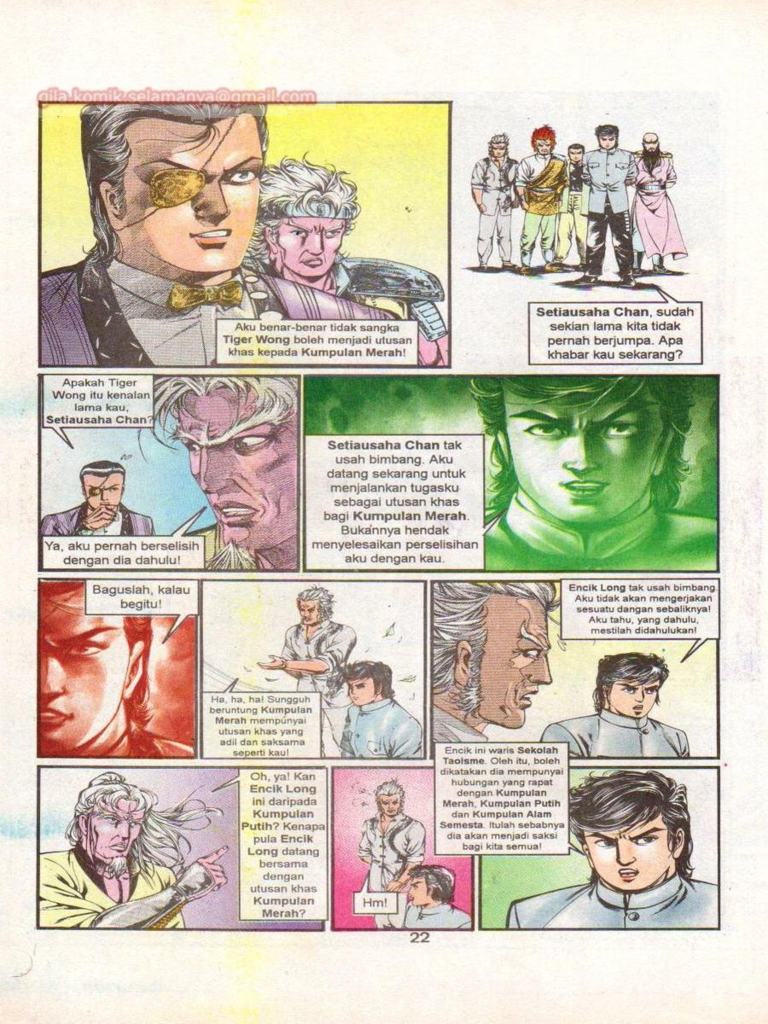 gila.komik.selamanya@gmail.com
Aku benar-benar tidak sangka
Tiger Wong boleh menjadi utusan
khas kepada Kumpulan Merah!
Setiausaha Chan, sudah
sekian lama kita tidak
pernah berjumpa. Apa
khabar kau sekarang?
Apakah Tiger
Wong itu kenalan
lama kau,
Setiausaha Chan?
Ya, aku pernah berselisih
dengan dia dahulu!
Setiausaha Chan tak
usah bimbang. Aku
datang sekarang untuk
menjalankan tugasku
sebagai utusan khas
bagi Kumpulan Merah.
Bukannya hendak
menyelesaikan perselisihan
aku dengan kau.
Baguslah, kalau
begitu!
Ha, ha, ha! Sungguh
beruntung Kumpulan
Merah mempunyai
utusan khas yang
adil dan saksama
seperti kau!
Encik Long tak usah bimbang.
Aku tidak akan mengerjakan
sesuatu dangan sebaliknya!
Aku tahu, yang dahulu,
mestilah didahulukan!
Oh, ya! Kan
Encik Long
ini daripada
Kumpulan
Putih? Kenapa
pula Encik
Long datang
bersama
dengan
utusan khas
Kumpulan
Merah?
Hm!
Encik ini waris Sekolah
Taoisme. Oleh itu, boleh
dikatakan dia mempunyai
hubungan yang rapat
dengan Kumpulan
Merah, Kumpulan Putih
dan Kumpulan Alam
Semesta. Itulah sebabnya
dia akan menjadi saksi
bagi kita semua!
22